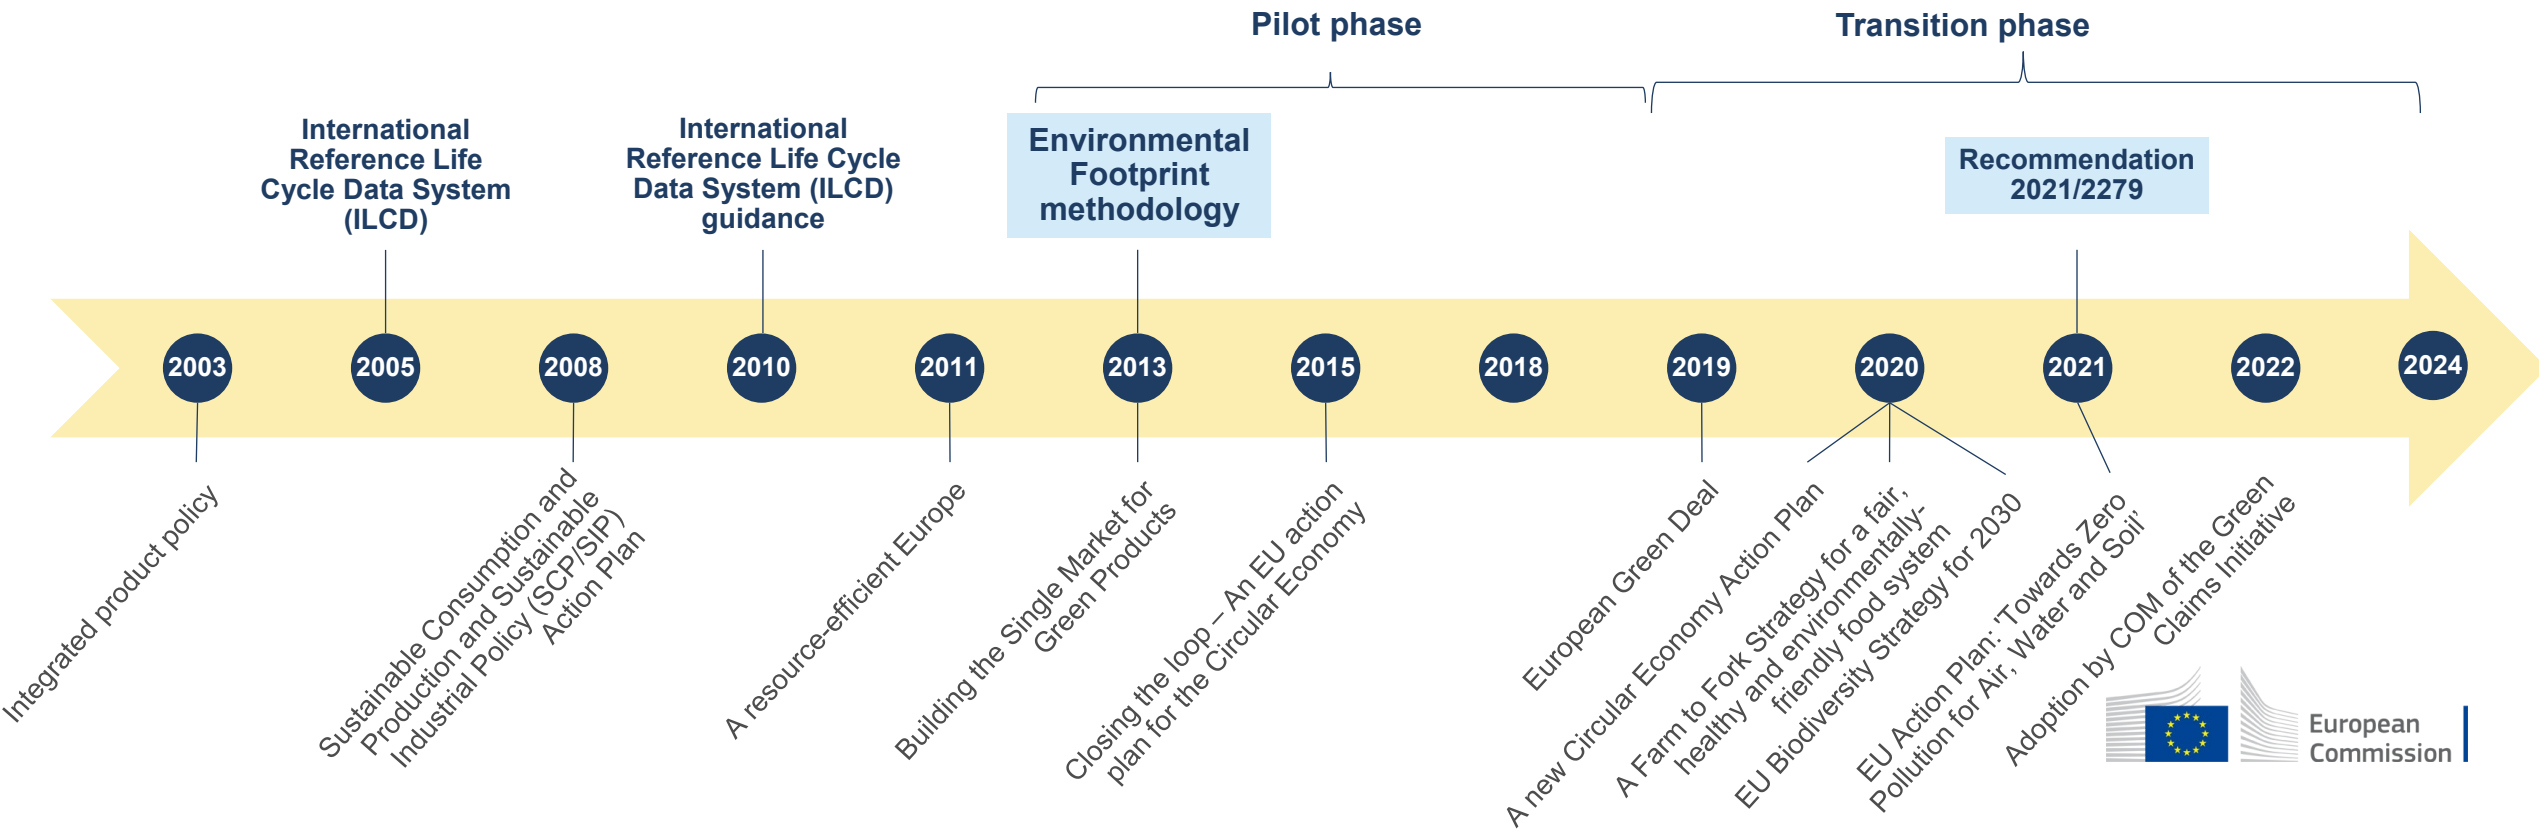 Pilot phase
Transition phase
International
Reference Life
Cycle Data System
(ILCD)
International
Reference Life Cycle
Data System (ILCD)
guidance
Environmental
Footprint
methodology
Recommendation
2021/2279
2003
2005
2008
2010
2011
2013
2015
2018
2019
2020
2021
2022
2024
Integrated product policy
Sustainable Consumption and
Production and Sustainable
Industrial Policy (SCP/SIP)
Action Plan
A resource-efficient Europe
Building the Single Market for
Green Products
Closing the loop – An EU action
plan for the Circular Economy
European Green Deal
A new Circular Economy Action Plan
A Farm to Fork Strategy for a fair,
healthy and environmentally-
friendly food system
EU Biodiversity Strategy for 2030
EU Action Plan: 'Towards Zero
Pollution for Air, Water and Soil’
Adoption by COM of the Green
Claims Initiative
European
Commission